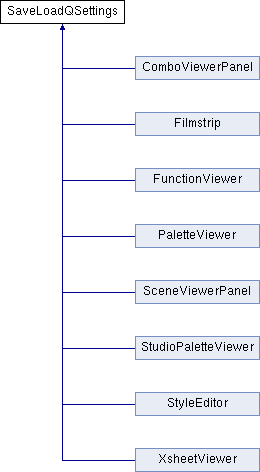 SaveLoadQSettings
ComboViewerPanel
Filmstrip
FunctionViewer
PaletteViewer
SceneViewerPanel
StudioPaletteViewer
StyleEditor
XsheetViewer